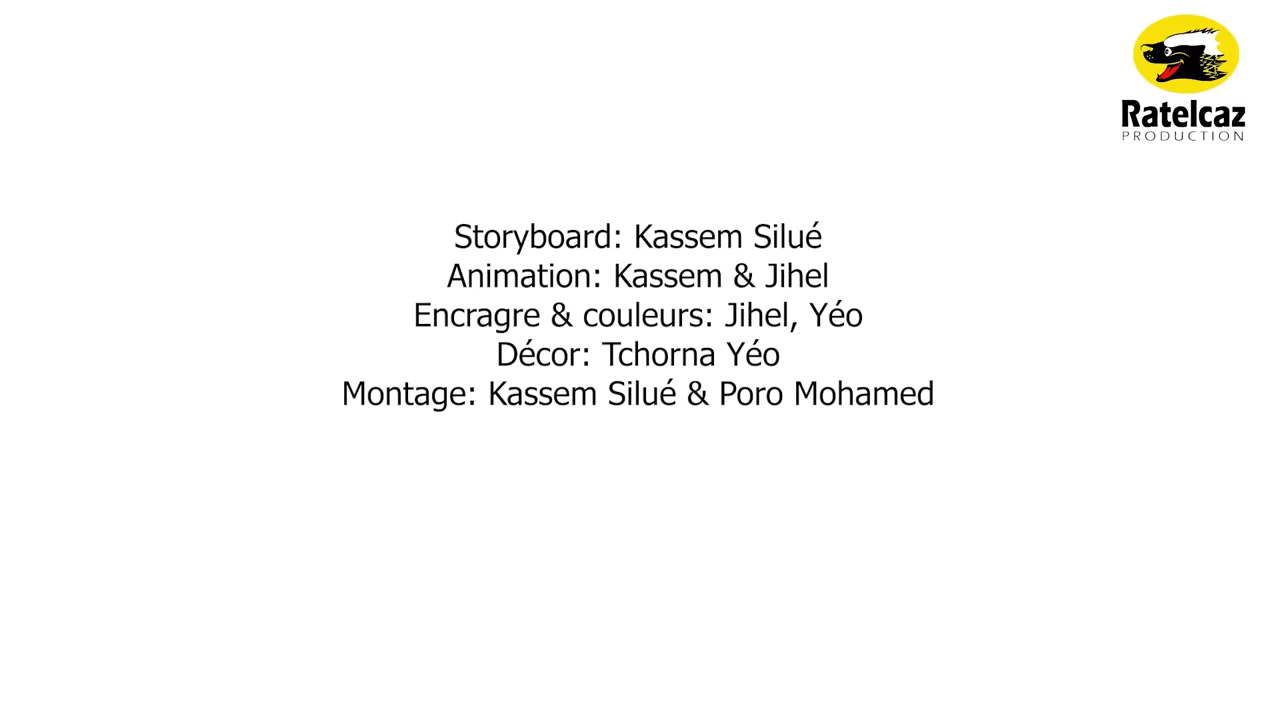 Ratelcaz
PRODUCTION
Storyboard: Kassem Silué
Animation: Kassem & Jihel
Encragre & couleurs: Jihel, Yéo
Décor: Tchorna Yéo
Montage: Kassem Silué & Poro Mohamed